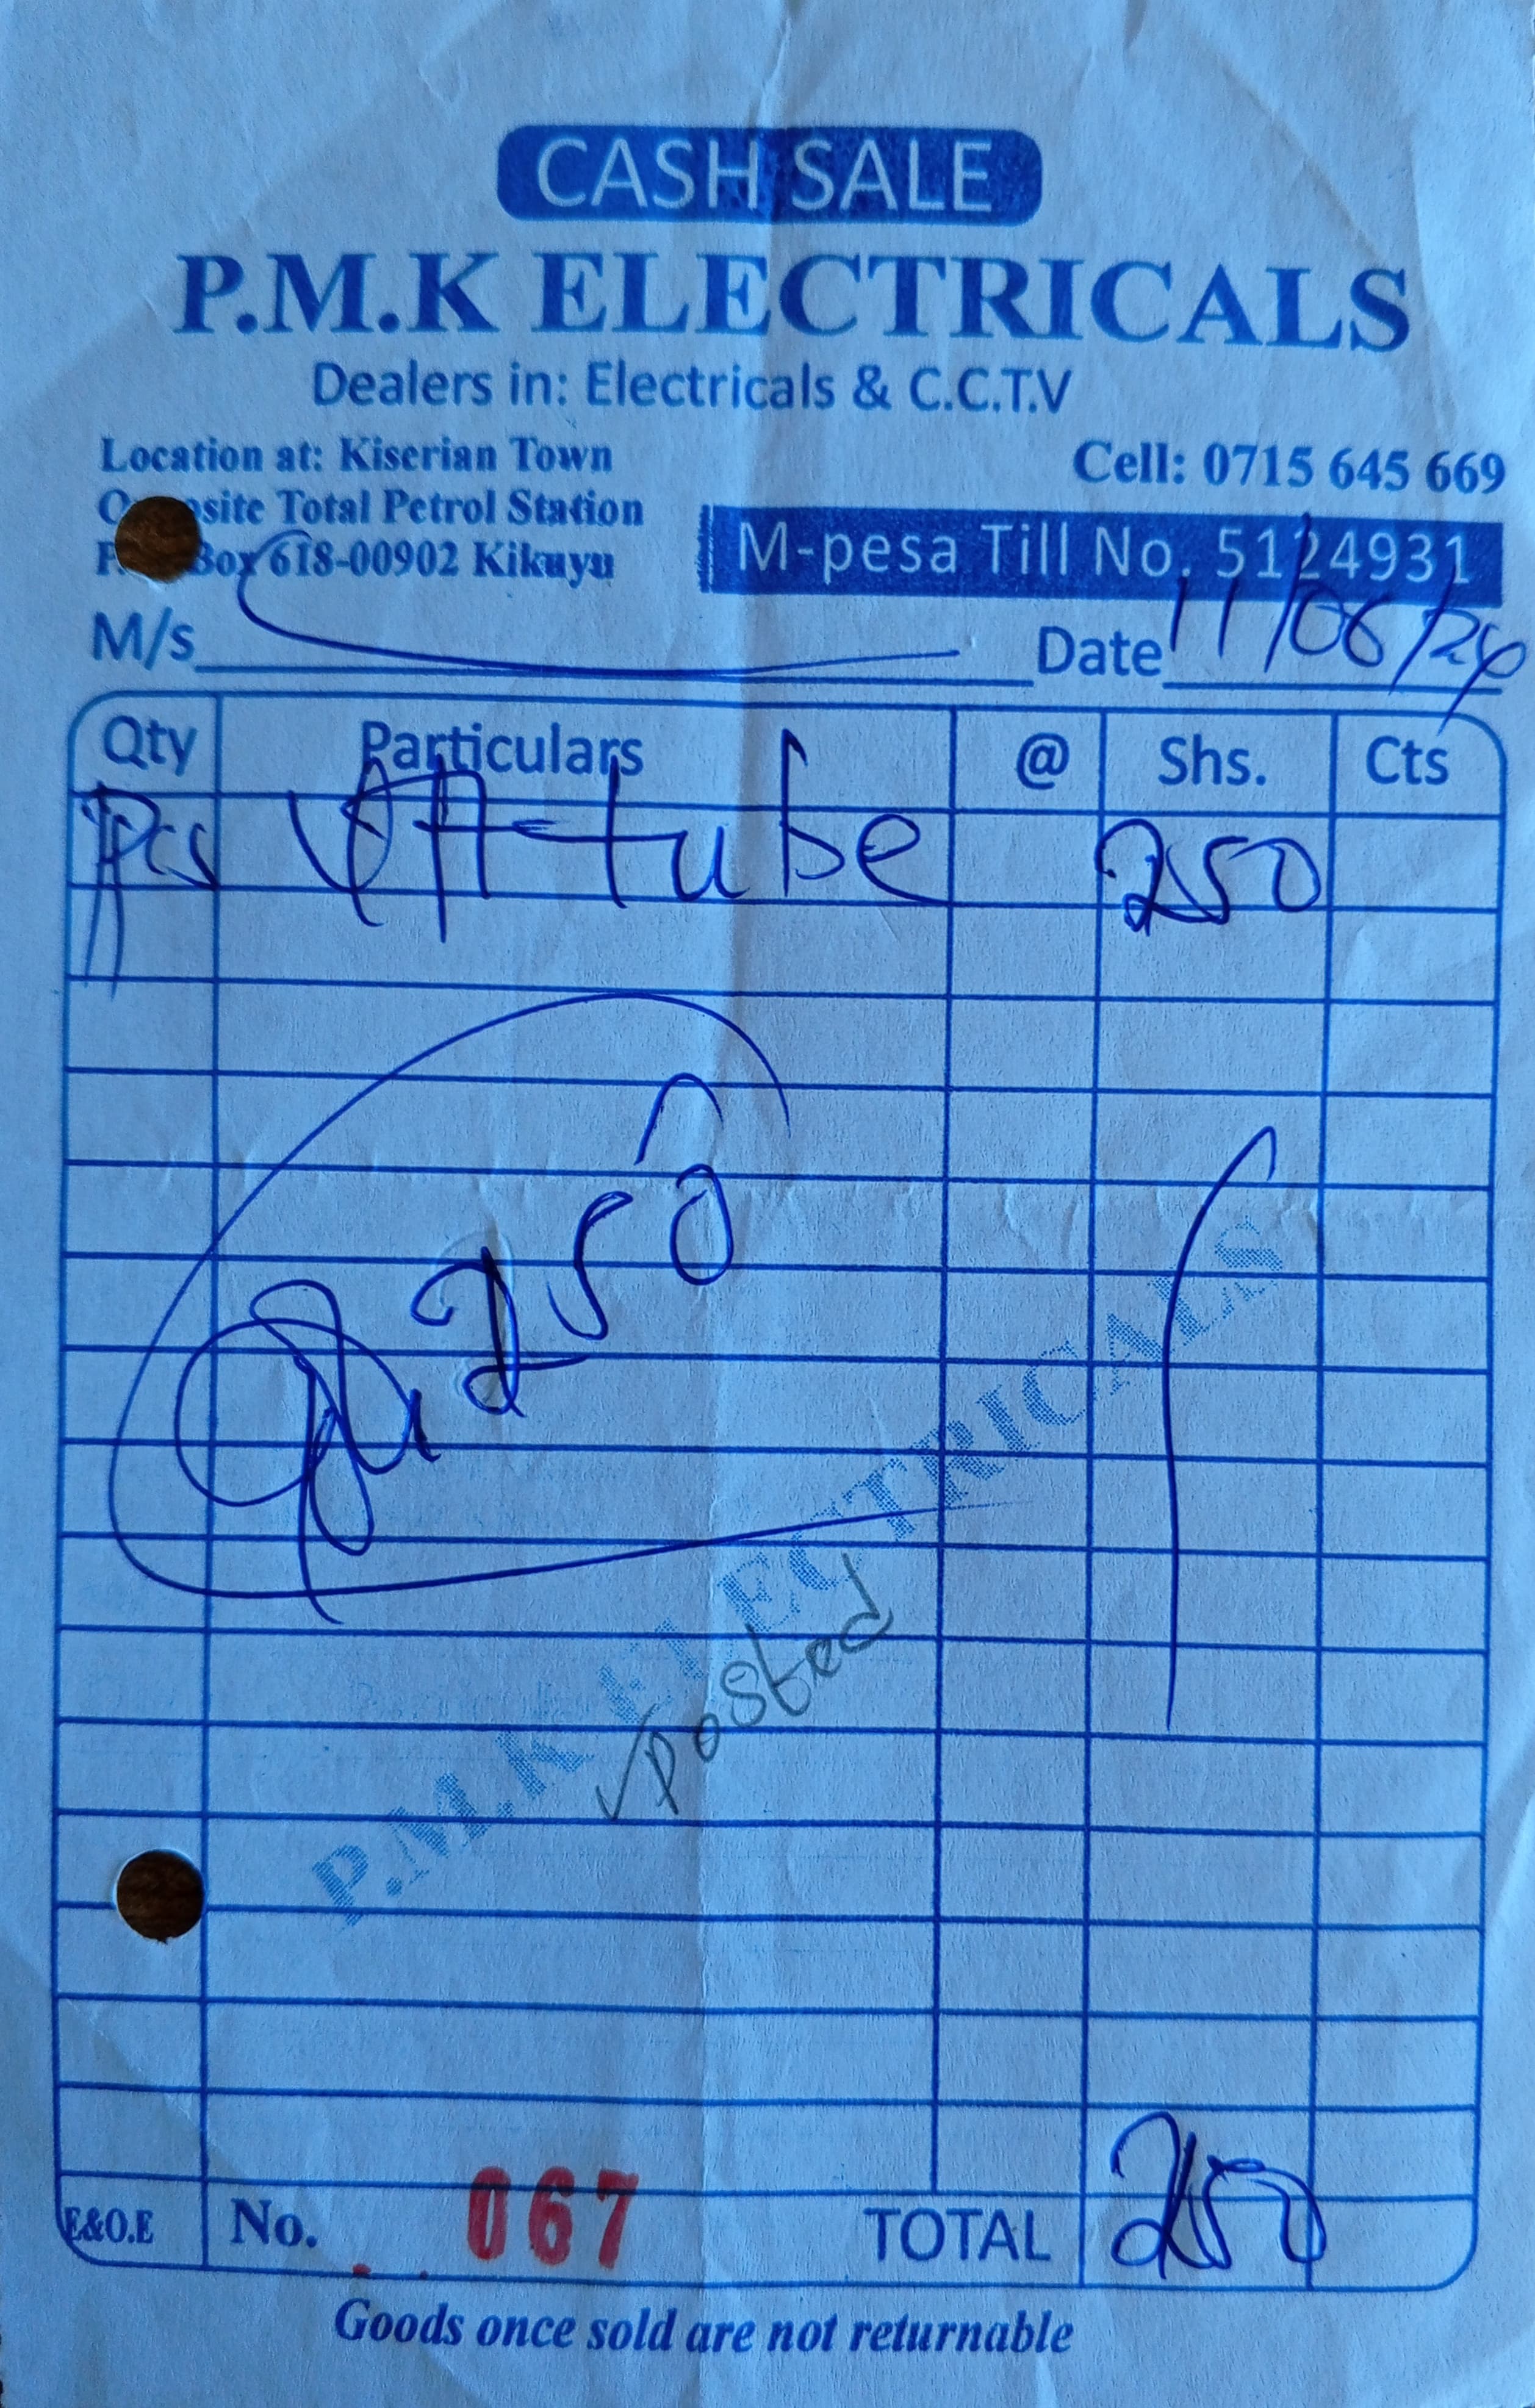 CASH SALE
P.M.K ELECTRICALS
Dealers in: Electricals & C.C.T.V
Location at: Kiserian Town
Cell: 0715 645 669
site Total Petrol Station
Box 618-00902 Kikuyu
M-pesa Till No. 5124931
M/s Date 11/06/24
Qty Particulars @ Shs. Cts
Pcs tube 250
250
P.M.K ELECTRICALS
✓posted
E&O.E No. 067 TOTAL 250
Goods once sold are not returnable